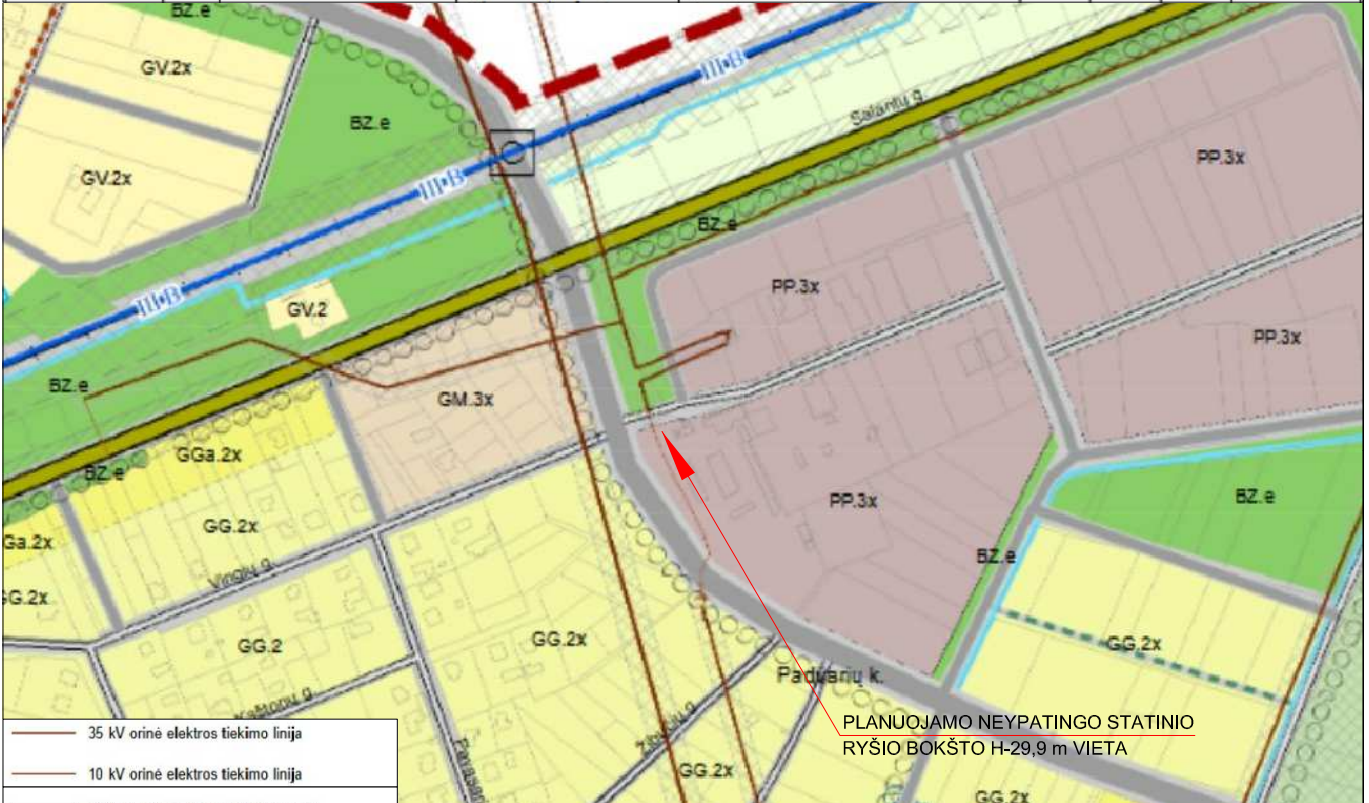 BZ.e
GV.2x
BZ.e
GV.2x
III-B
III-B
Salantų g.
PP.3x
BZ.e
PP.3x
III-B
GV.2
PP.3x
BZ.e
GM.3x
GGa.2x
BZ.e
GG.2x
PP.3x
BZ.e
Ga.2x
BZ.e
Vingių g.
GG.2x
GG.2
GG.2x
GG.2x
Kaštonų g.
Paduarių k.
PLANUOJAMO NEYPATINGO STATINIO
RYŠIO BOKŠTO H-29,9 m VIETA
35 kV orinė elektros tiekimo linija
10 kV orinė elektros tiekimo linija
GG.2x
GG.2x